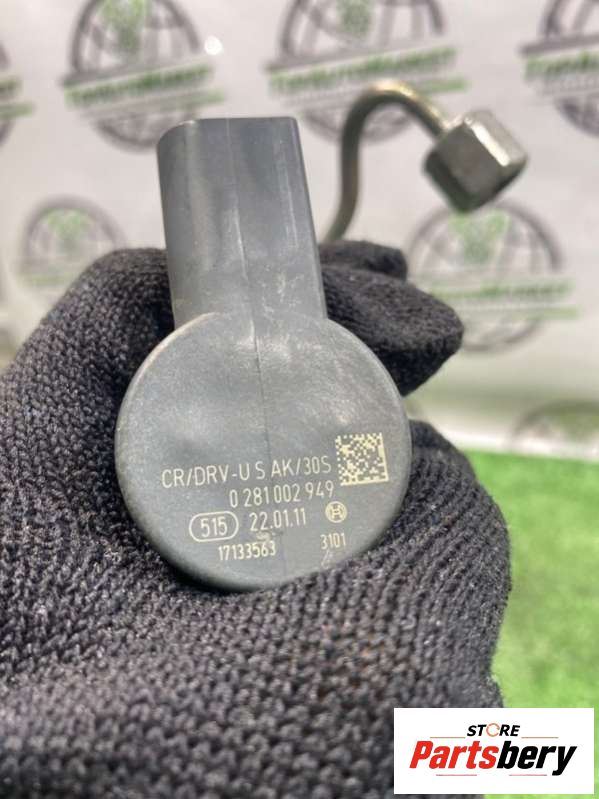 CR/DRV-U S AK/30S
0 281 002 949
515 22.01.11
17133563 3101
STORE
Partsbery